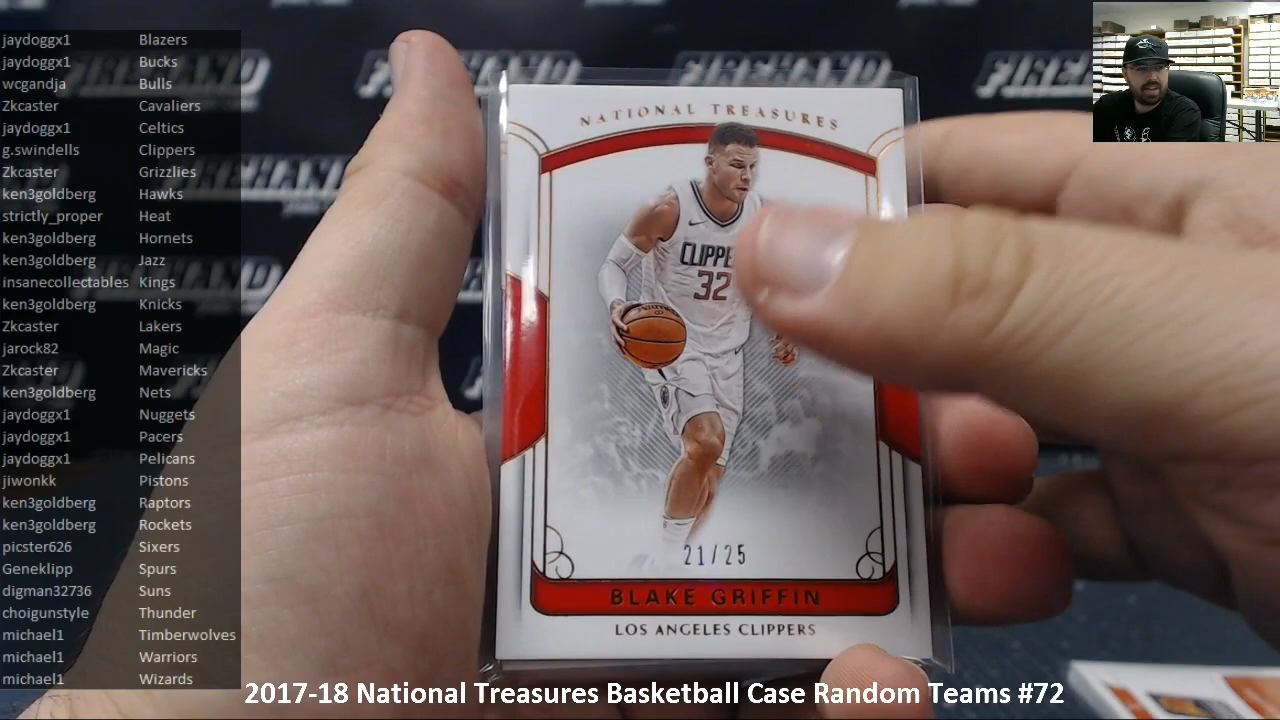 jaydoggx1 Blazers
jaydoggx1 Bucks
wcgandja Bulls
Zkcaster Cavaliers
jaydoggx1 Celtics
g.swindells Clippers
Zkcaster Grizzlies
ken3goldberg Hawks
strictly_proper Heat
ken3goldberg Hornets
ken3goldberg Jazz
insanecollectables Kings
ken3goldberg Knicks
Zkcaster Lakers
jarock82 Magic
Zkcaster Mavericks
ken3goldberg Nets
jaydoggx1 Nuggets
jaydoggx1 Pacers
jaydoggx1 Pelicans
jiwonkk Pistons
ken3goldberg Raptors
ken3goldberg Rockets
picster626 Sixers
Geneklipp Spurs
digman32736 Suns
choigunstyle Thunder
michael1 Timberwolves
michael1 Warriors
michael1 Wizards
FIREHAND
NATIONAL TREASURES
32
21/25
BLAKE GRIFFIN
LOS ANGELES CLIPPERS
2017-18 National Treasures Basketball Case Random Teams #72